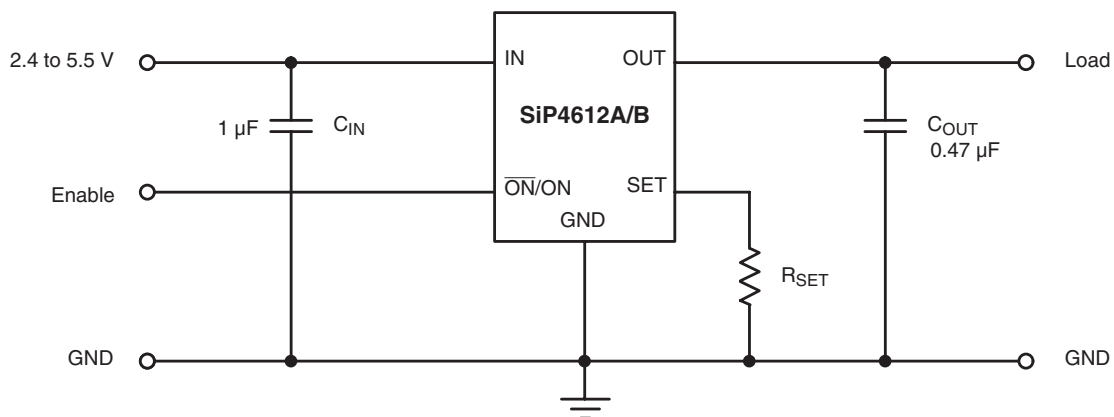 2.4 to 5.5 V
IN
OUT
Load
SiP4612A/B
1 µF
CIN
COUT
0.47 µF
Enable
ON/ON
SET
GND
RSET
GND
GND